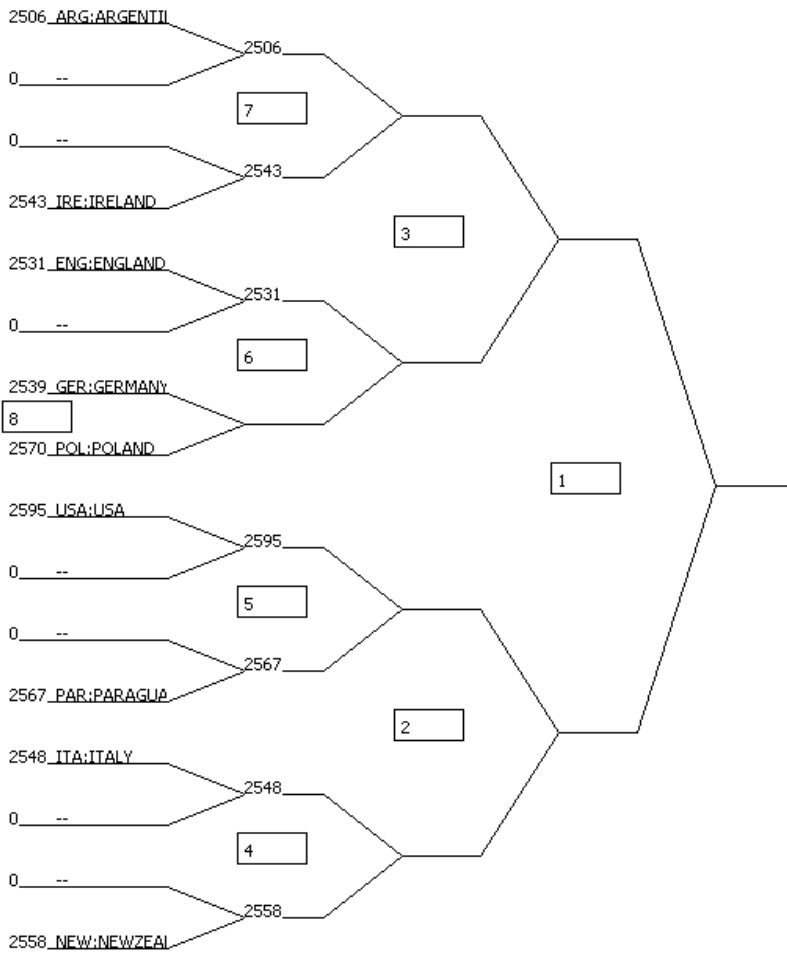 2506 ARG:ARGENTII
2506
0 --
7
0 --
2543
2543 IRE:IRELAND
3
2531 ENG:ENGLAND
2531
0 --
6
2539 GER:GERMANY
8
2570 POL:POLAND
1
2595 USA:USA
2595
0 --
5
0 --
2567
2567 PAR:PARAGUA
2
2548 ITA:ITALY
2548
0 --
4
0 --
2558
2558 NEW:NEWZEAI